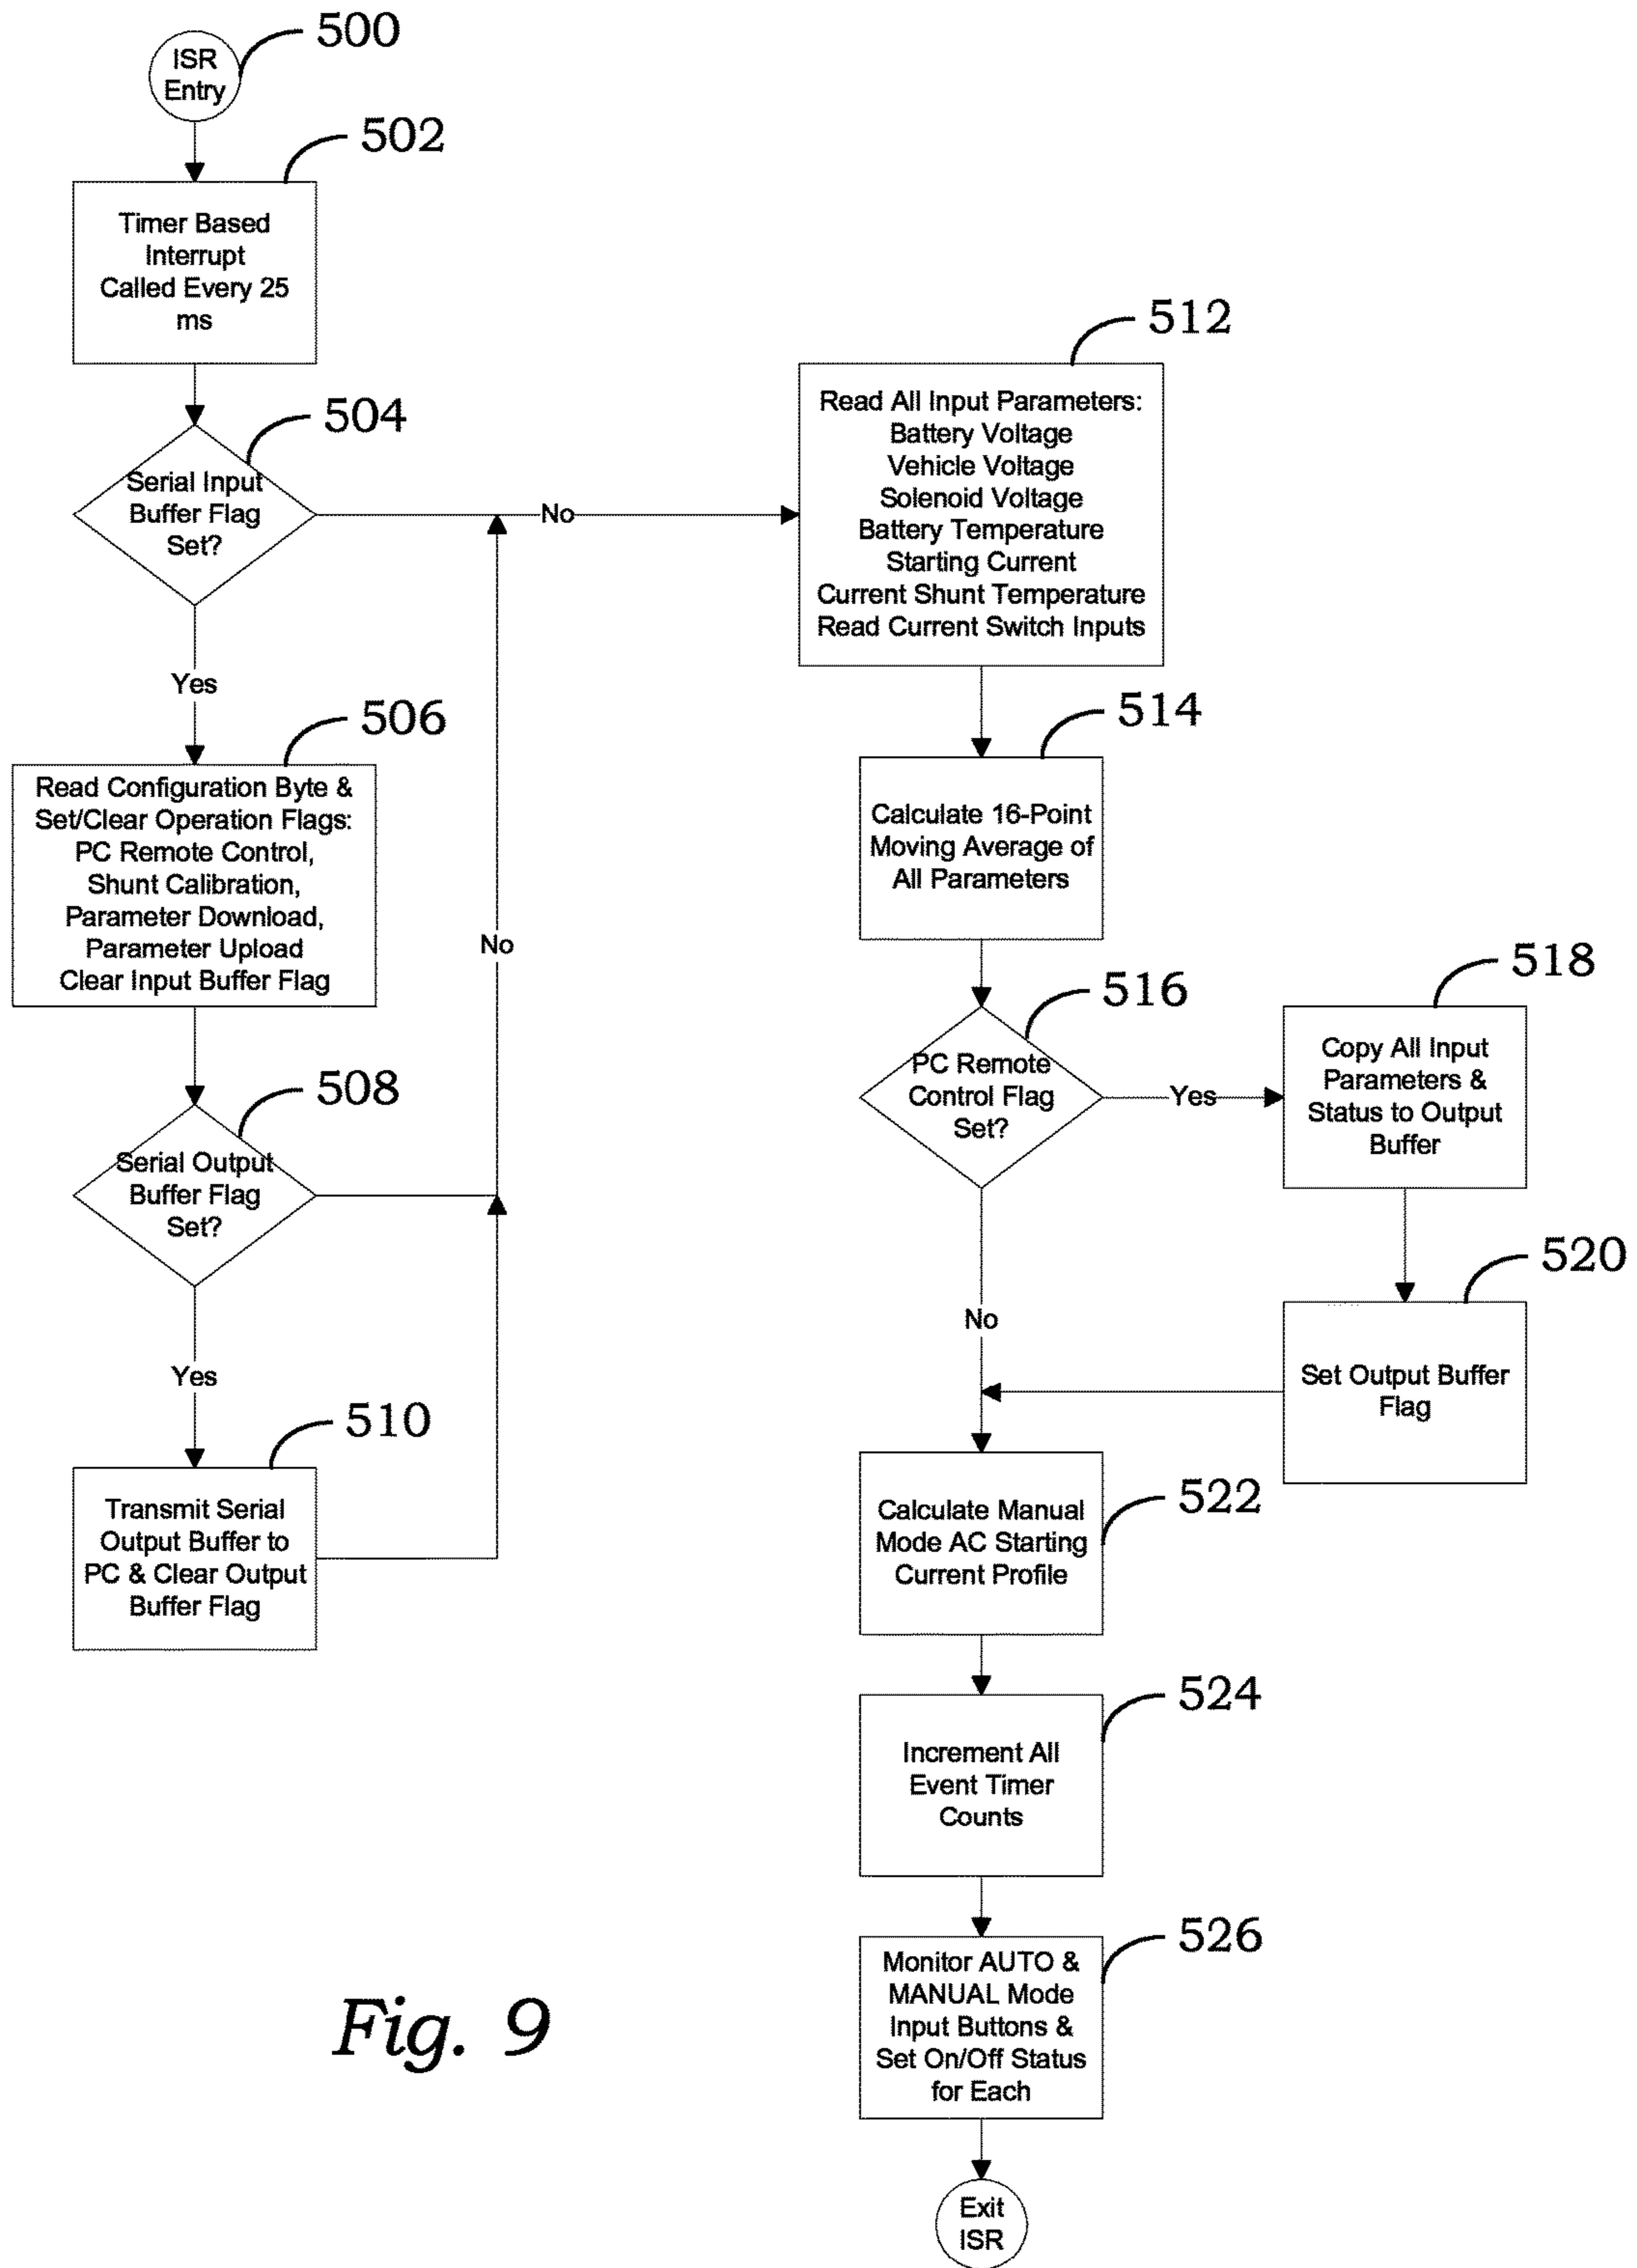 500
ISR
Entry
502
Timer Based
Interrupt
Called Every 25
ms
504
Serial Input
Buffer Flag
Set?
No
Yes
506
Read Configuration Byte &
Set/Clear Operation Flags:
PC Remote Control,
Shunt Calibration,
Parameter Download,
Parameter Upload
Clear Input Buffer Flag
No
508
Serial Output
Buffer Flag
Set?
Yes
510
Transmit Serial
Output Buffer to
PC & Clear Output
Buffer Flag
512
Read All Input Parameters:
Battery Voltage
Vehicle Voltage
Solenoid Voltage
Battery Temperature
Starting Current
Current Shunt Temperature
Read Current Switch Inputs
514
Calculate 16-Point
Moving Average of
All Parameters
516
PC Remote
Control Flag
Set?
Yes
518
Copy All Input
Parameters &
Status to Output
Buffer
520
Set Output Buffer
Flag
No
522
Calculate Manual
Mode AC Starting
Current Profile
524
Increment All
Event Timer
Counts
526
Monitor AUTO &
MANUAL Mode
Input Buttons &
Set On/Off Status
for Each
Exit
ISR
Fig. 9